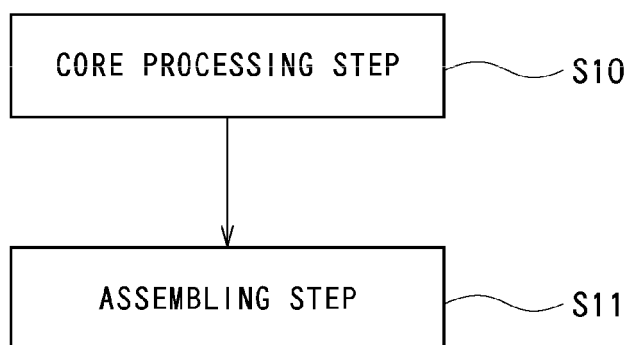 CORE PROCESSING STEP
S10
ASSEMBLING STEP
S11